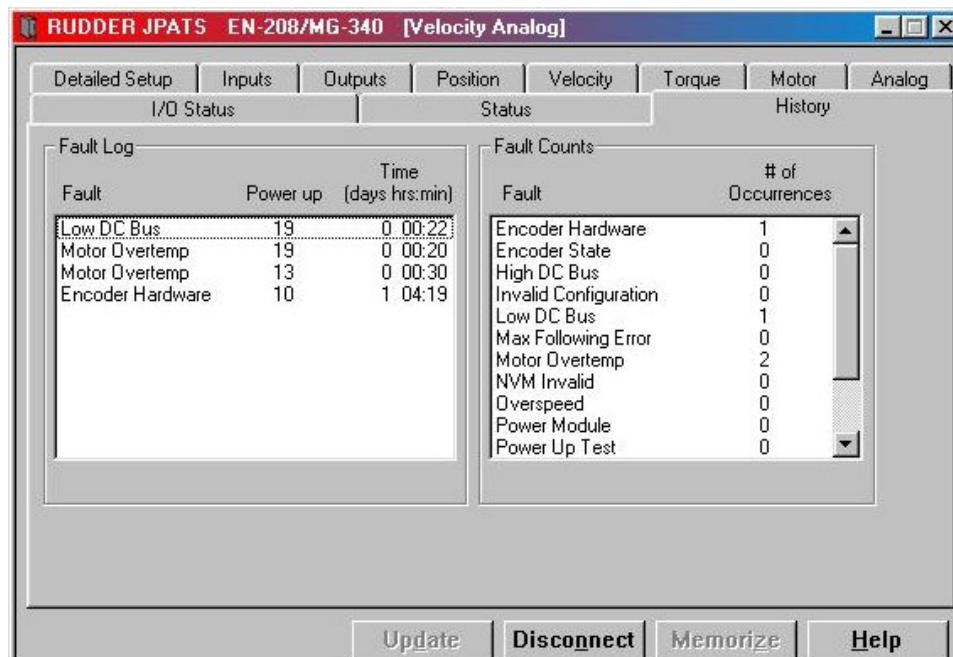 RUDDER JPATS EN-208/MG-340 [Velocity Analog]
Detailed Setup Inputs Outputs Position Velocity Torque Motor Analog
I/O Status Status History
Fault Log
Time
Fault Power up (days hrs:min)
Low DC Bus 19 0 00:22
Motor Overtemp 19 0 00:20
Motor Overtemp 13 0 00:30
Encoder Hardware 10 1 04:19
Fault Counts
# of
Fault Occurrences
Encoder Hardware 1
Encoder State 0
High DC Bus 0
Invalid Configuration 0
Low DC Bus 1
Max Following Error 0
Motor Overtemp 2
NVM Invalid 0
Overspeed 0
Power Module 0
Power Up Test 0
Update Disconnect Memorize Help